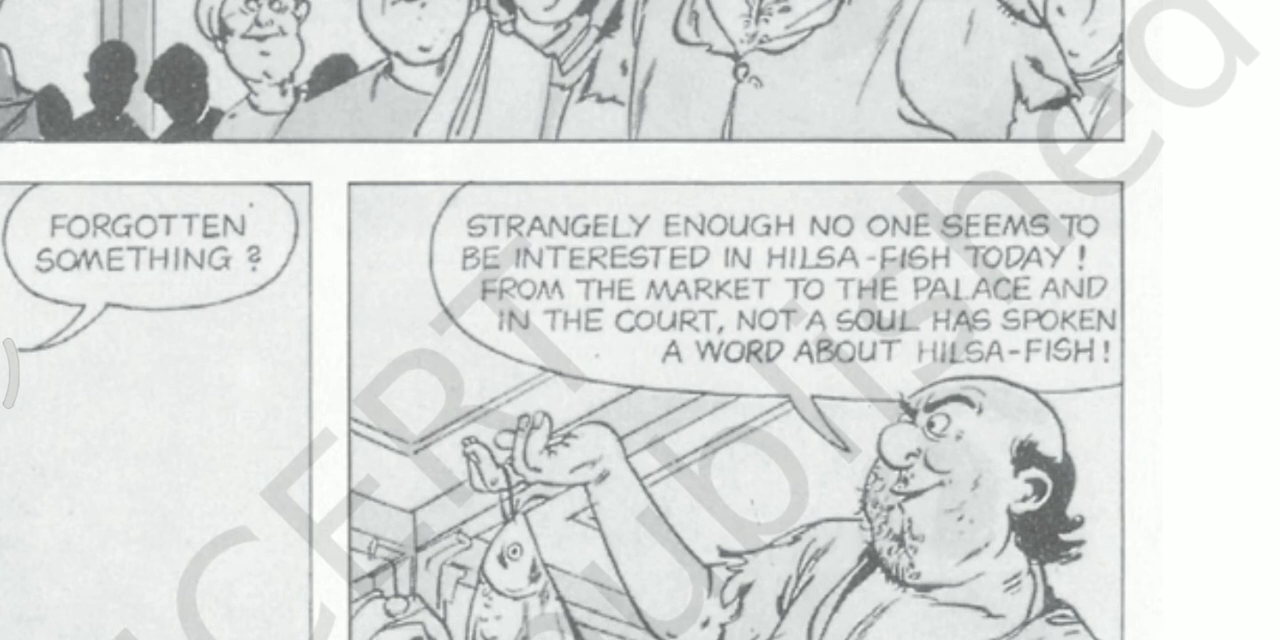 FORGOTTEN
SOMETHING ?
STRANGELY ENOUGH NO ONE SEEMS TO
BE INTERESTED IN HILSA-FISH TODAY !
FROM THE MARKET TO THE PALACE AND
IN THE COURT, NOT A SOUL HAS SPOKEN
A WORD ABOUT HILSA-FISH !